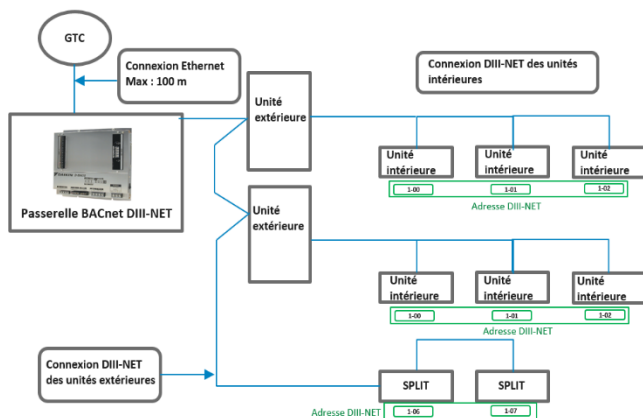 GTC
Connexion Ethernet
Max : 100 m
Passerelle BACnet DIII-NET
Unité
extérieure
Connexion DIII-NET des unités
intérieures
Unité
intérieure
Unité
intérieure
Unité
intérieure
1-00
1-01
1-02
Adresse DIII-NET
Unité
extérieure
Unité
intérieure
Unité
intérieure
Unité
intérieure
1-00
1-01
1-02
Adresse DIII-NET
Connexion DIII-NET
des unités extérieures
SPLIT
SPLIT
Adresse DIII-NET
1-06
1-07